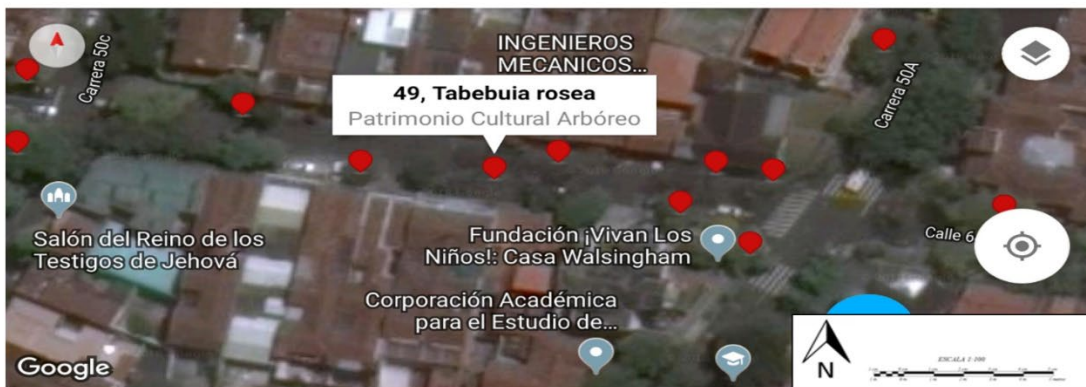 Carrera 50c
INGENIEROS
MECANICOS...
49, Tabebuia rosea
Patrimonio Cultural Arbóreo
Carrera 50A
Salón del Reino de los
Testigos de Jehová
Fundación ¡Vivan Los
Niños!: Casa Walsingham
Calle 6
Corporación Académica
para el Estudio de...
Google
N
ESCALA 1-100